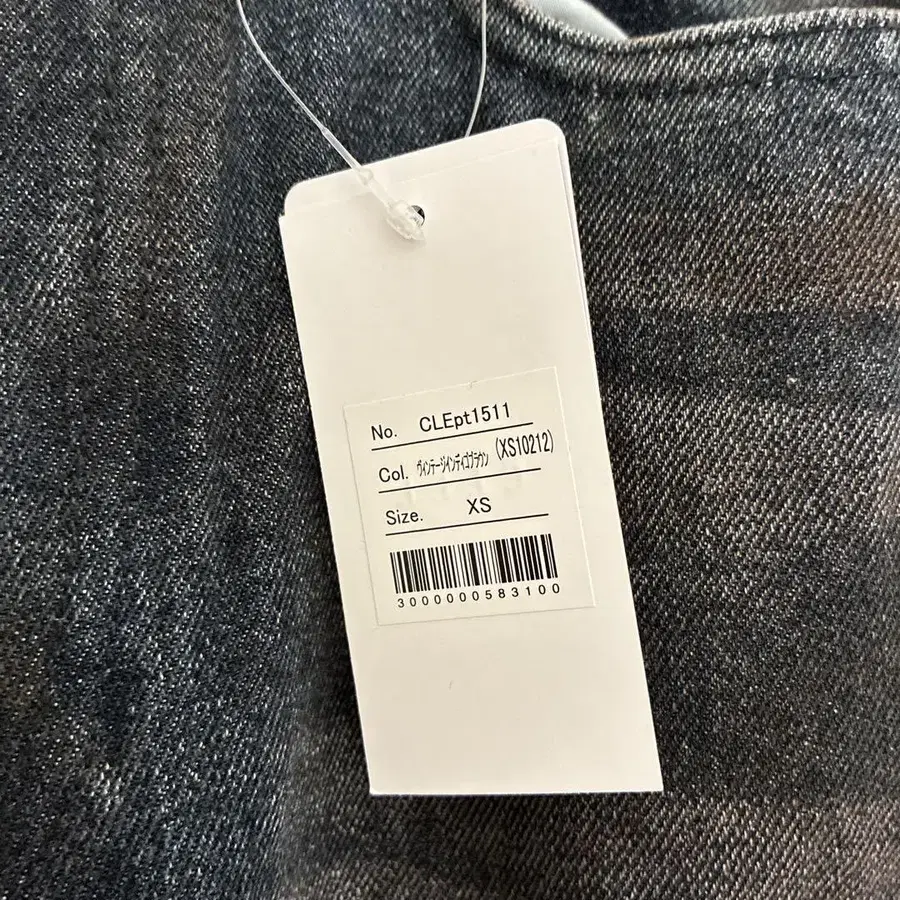 No. CLEpt1511
Col. ｳﾞｨﾝﾃｰｼﾞｲﾝﾃﾞｨｺﾞﾌﾞﾗｳﾝ (XS10212)
Size. XS
3000000583100